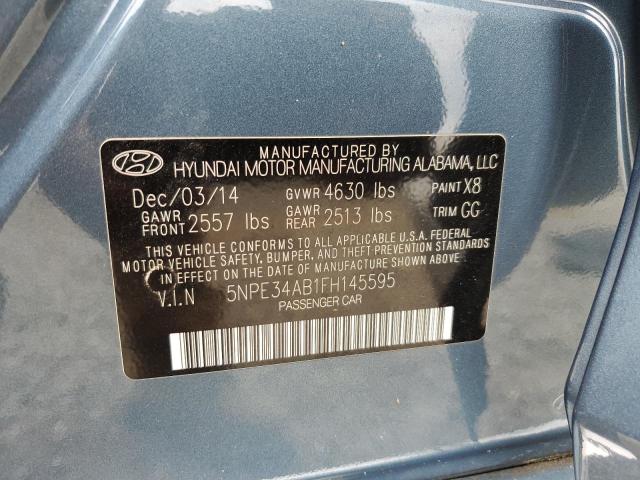 MANUFACTURED BY
HYUNDAI MOTOR MANUFACTURING ALABAMA, LLC
Dec/03/14 GVWR 4630 lbs PAINT X8
GAWR FRONT 2557 lbs GAWR REAR 2513 lbs TRIM GG
THIS VEHICLE CONFORMS TO ALL APPLICABLE U.S.A. FEDERAL
MOTOR VEHICLE SAFETY, BUMPER, AND THEFT PREVENTION STANDARDS
IN EFFECT ON THE DATE OF MANUFACTURE SHOWN ABOVE.
V.I.N 5NPE34AB1FH145595
PASSENGER CAR